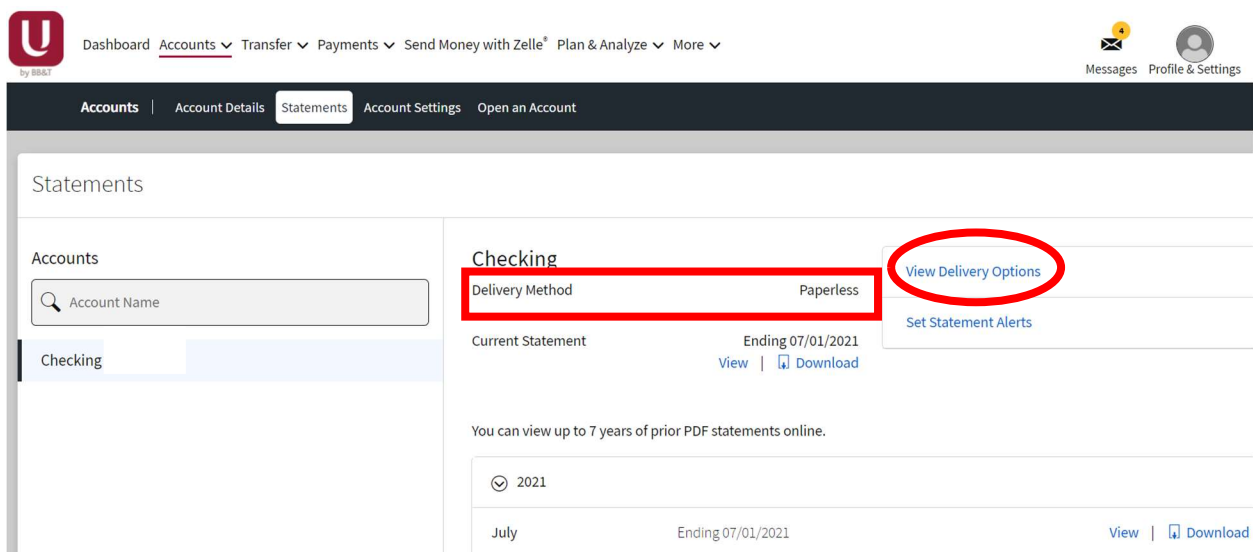 U
by BB&T
Dashboard Accounts Transfer Payments Send Money with Zelle® Plan & Analyze More
4
Messages Profile & Settings
Accounts | Account Details Statements Account Settings Open an Account
Statements
Accounts
Account Name
Checking
Checking
Delivery Method Paperless
Current Statement Ending 07/01/2021
View | Download
View Delivery Options
Set Statement Alerts
You can view up to 7 years of prior PDF statements online.
2021
July Ending 07/01/2021 View | Download